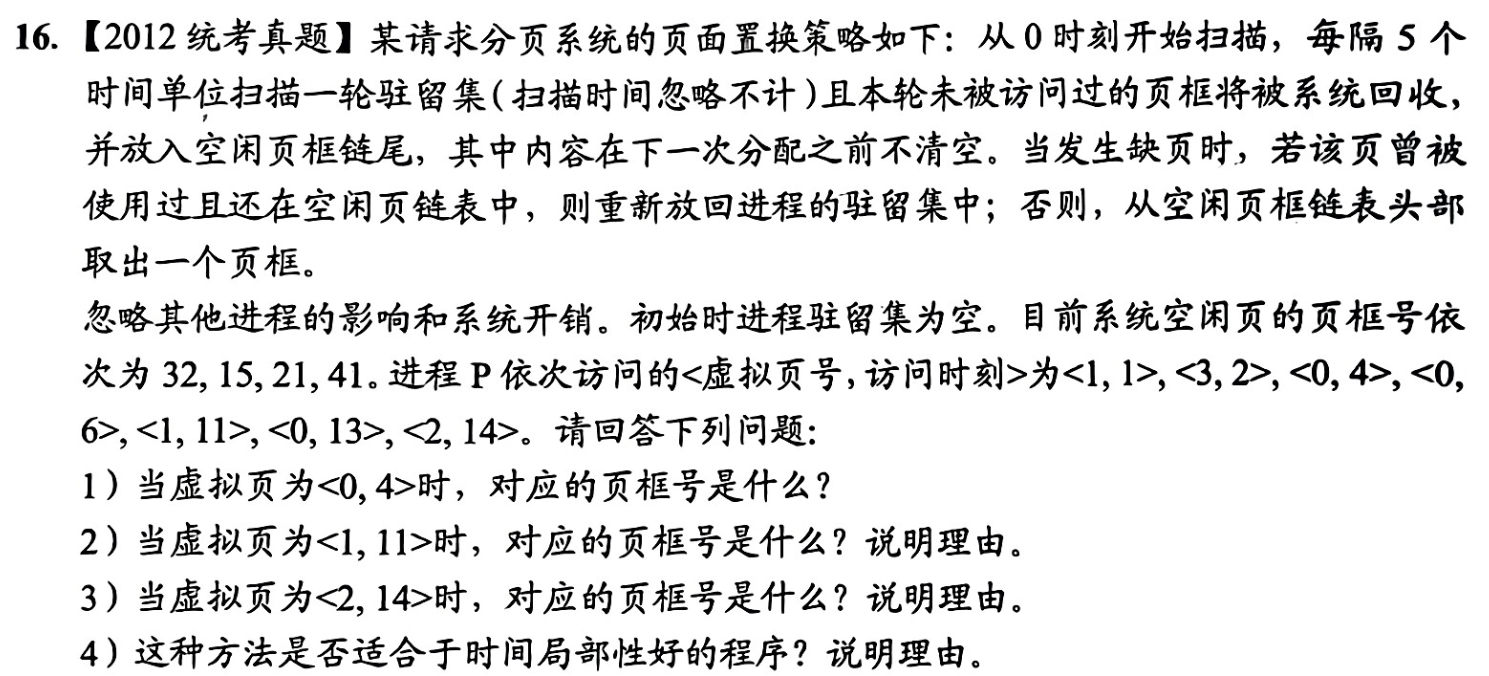 16.【2012 统考真题】某请求分页系统的页面置换策略如下：从 0 时刻开始扫描，每隔 5 个
时间单位扫描一轮驻留集(扫描时间忽略不计)且本轮未被访问过的页框将被系统回收，
并放入空闲页框链尾，其中内容在下一次分配之前不清空。当发生缺页时，若该页曾被
使用过且还在空闲页链表中，则重新放回进程的驻留集中；否则，从空闲页框链表头部
取出一个页框。
忽略其他进程的影响和系统开销。初始时进程驻留集为空。目前系统空闲页的页框号依
次为 32, 15, 21, 41。进程 P 依次访问的<虚拟页号，访问时刻>为<1, 1>, <3, 2>, <0, 4>, <0,
6>, <1, 11>, <0, 13>, <2, 14>。请回答下列问题：
1）当虚拟页为<0, 4>时，对应的页框号是什么？
2）当虚拟页为<1, 11>时，对应的页框号是什么？说明理由。
3）当虚拟页为<2, 14>时，对应的页框号是什么？说明理由。
4）这种方法是否适合于时间局部性好的程序？说明理由。